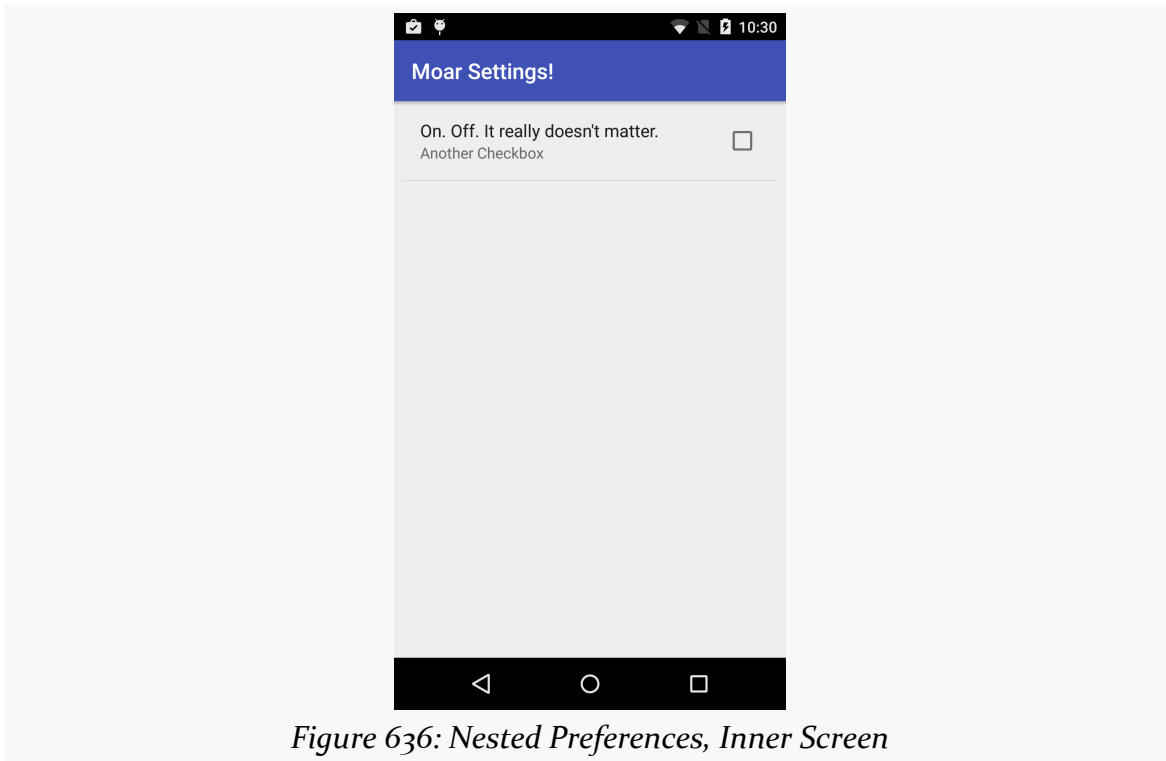 10:30
Moar Settings!
On. Off. It really doesn't matter.
Another Checkbox
Figure 636: Nested Preferences, Inner Screen